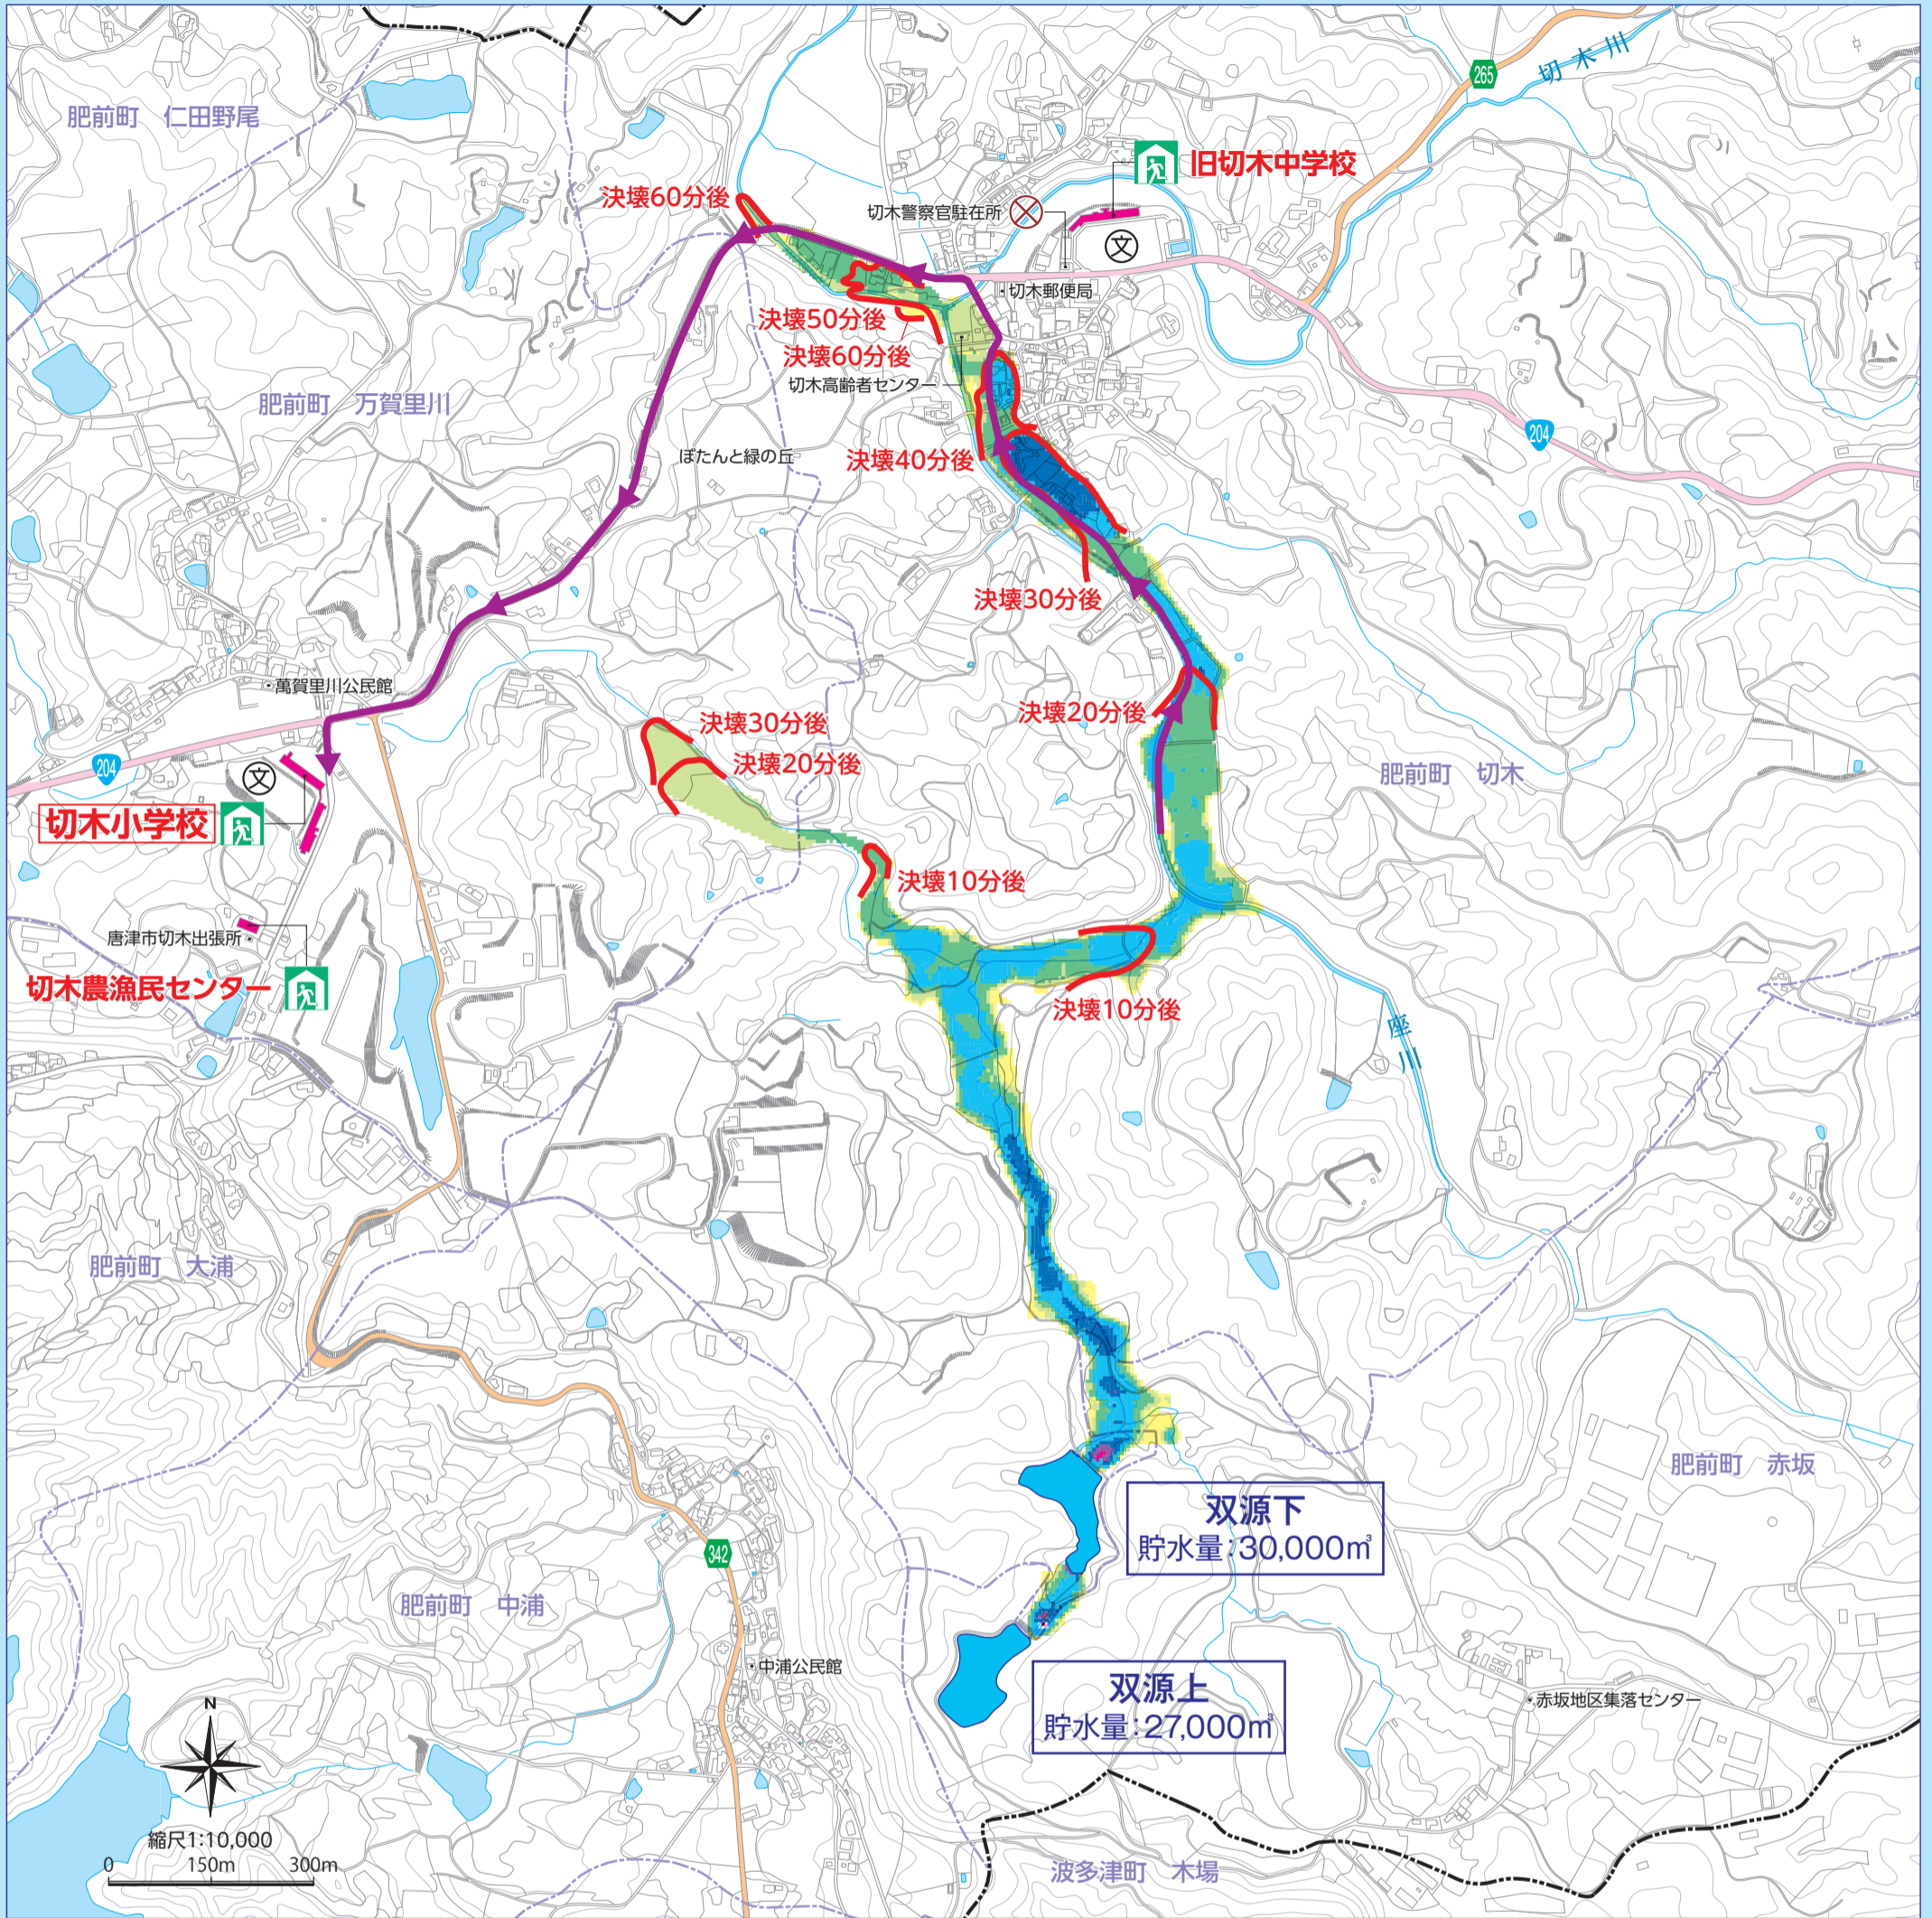 切木川
265
肥前町 仁田野尾
旧切木中学校
決壊60分後
切木警察官駐在所
文
切木郵便局
決壊50分後
決壊60分後
切木高齢者センター
肥前町 万賀里川
204
ぼたんと緑の丘
決壊40分後
決壊30分後
萬賀里川公民館
決壊20分後
決壊30分後
決壊20分後
204
文
肥前町 切木
切木小学校
決壊10分後
唐津市切木出張所
切木農漁民センター
決壊10分後
座川
肥前町 大浦
肥前町 赤坂
双源下
貯水量:30,000㎥
342
肥前町 中浦
中浦公民館
双源上
貯水量:27,000㎥
赤坂地区集落センター
N
縮尺1:10,000
0 150m 300m
波多津町 木場